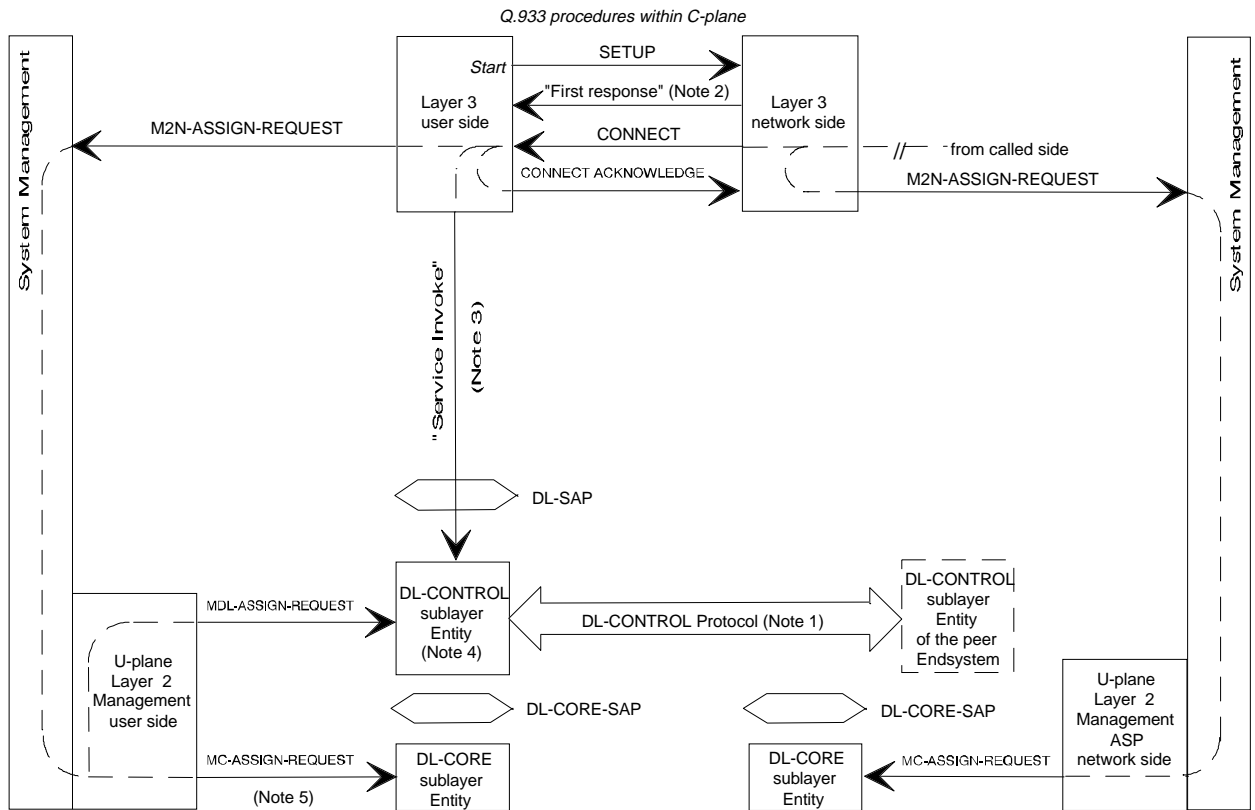 Q.933 procedures within C-plane
System Management
Start
SETUP
"First response" (Note 2)
Layer 3
user side
Layer 3
network side
M2N-ASSIGN-REQUEST
CONNECT
from called side
CONNECT ACKNOWLEDGE
M2N-ASSIGN-REQUEST
System Management
"Service Invoke"
(Note 3)
DL-SAP
MDL-ASSIGN-REQUEST
DL-CONTROL
sublayer
Entity
(Note 4)
DL-CONTROL Protocol (Note 1)
DL-CONTROL
sublayer
Entity
of the peer
Endsystem
U-plane
Layer 2
Management
user side
DL-CORE-SAP
DL-CORE-SAP
U-plane
Layer 2
Management
ASP
network side
MC-ASSIGN-REQUEST
(Note 5)
DL-CORE
sublayer
Entity
DL-CORE
sublayer
Entity
MC-ASSIGN-REQUEST